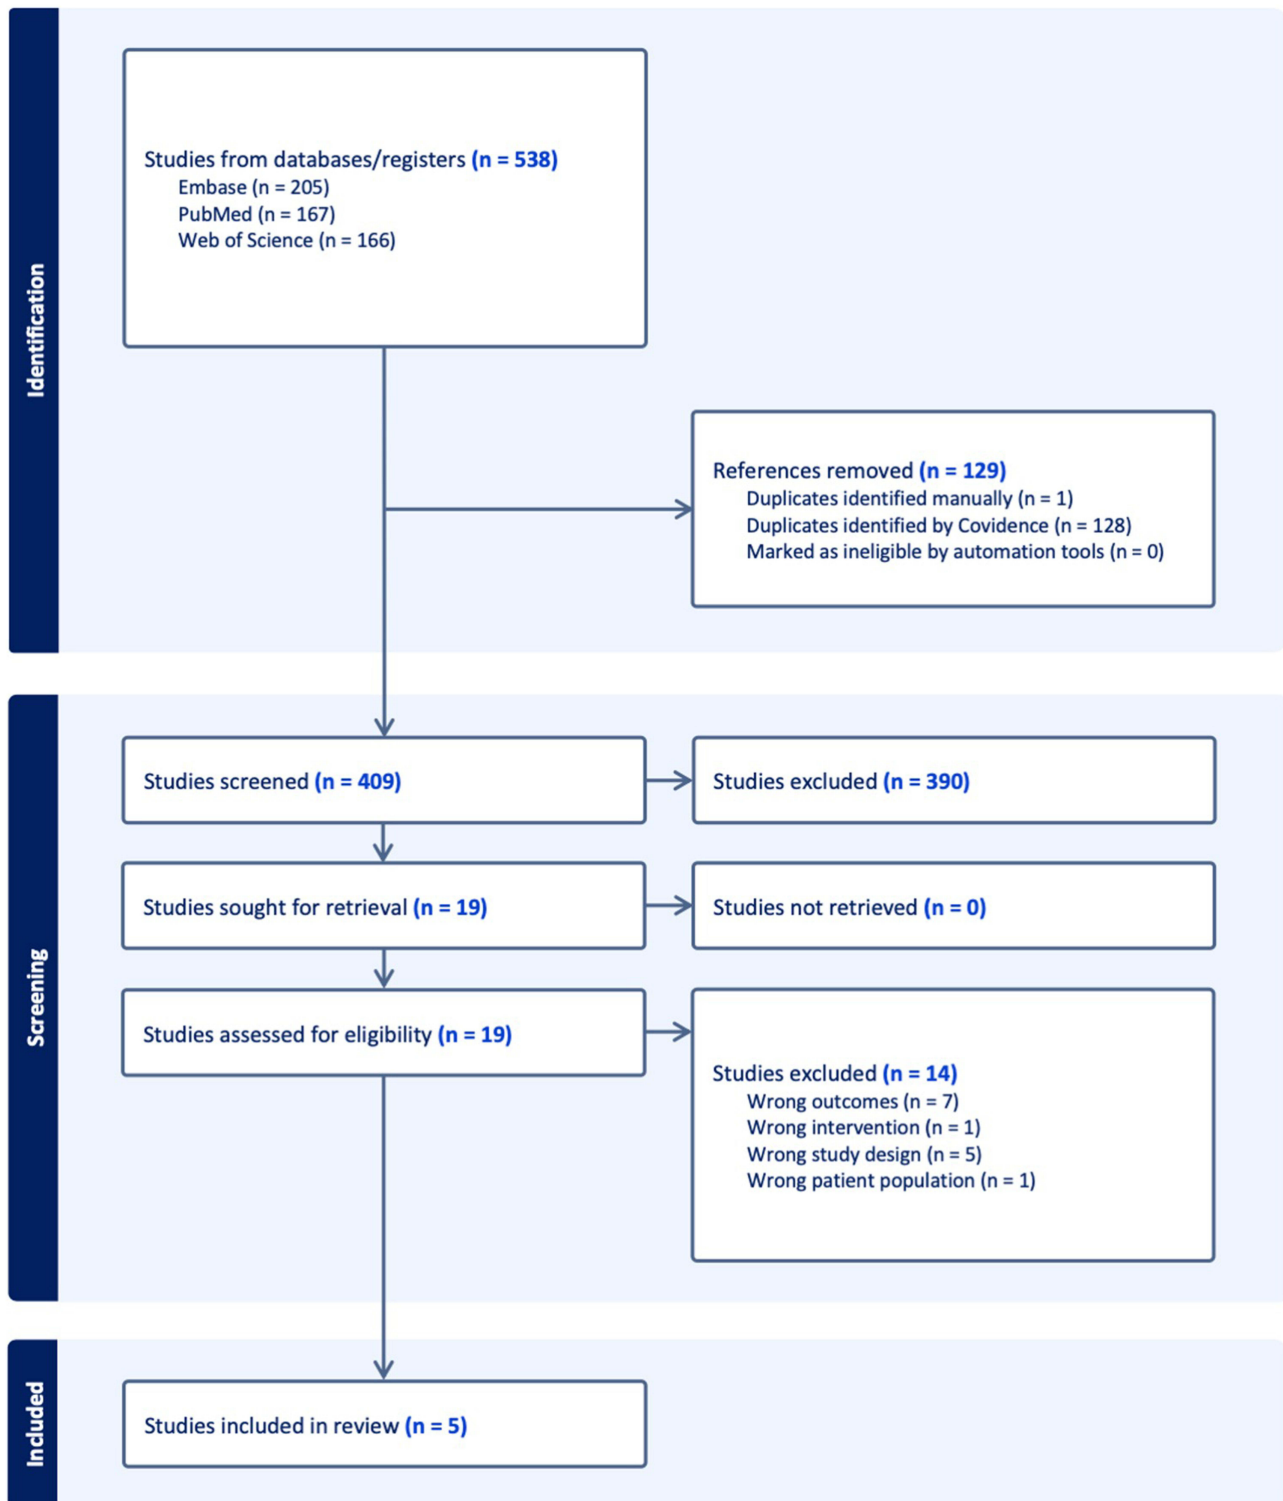 Identification
Studies from databases/registers (n = 538)
Embase (n = 205)
PubMed (n = 167)
Web of Science (n = 166)
References removed (n = 129)
Duplicates identified manually (n = 1)
Duplicates identified by Covidence (n = 128)
Marked as ineligible by automation tools (n = 0)
Screening
Studies screened (n = 409)
Studies excluded (n = 390)
Studies sought for retrieval (n = 19)
Studies not retrieved (n = 0)
Studies assessed for eligibility (n = 19)
Studies excluded (n = 14)
Wrong outcomes (n = 7)
Wrong intervention (n = 1)
Wrong study design (n = 5)
Wrong patient population (n = 1)
Included
Studies included in review (n = 5)